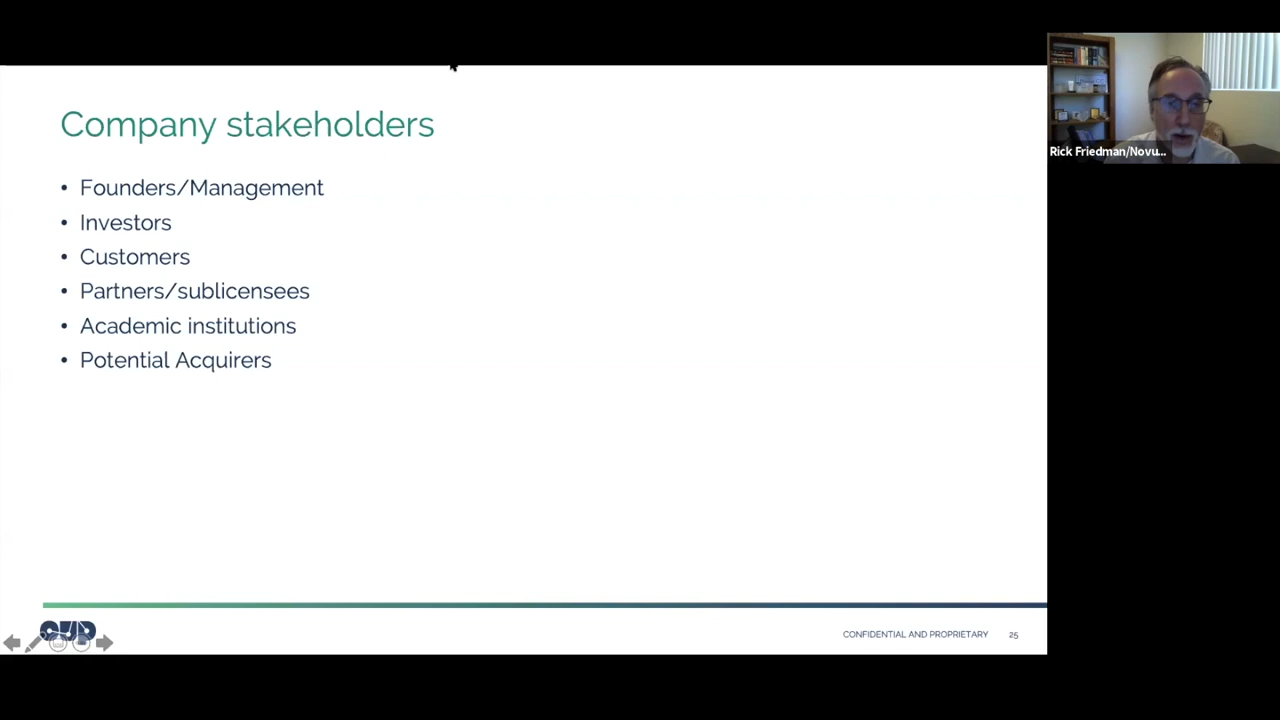 Company stakeholders
• Founders/Management
• Investors
• Customers
• Partners/sublicensees
• Academic institutions
• Potential Acquirers
Rick Friedman/Novu...
CONFIDENTIAL AND PROPRIETARY 25